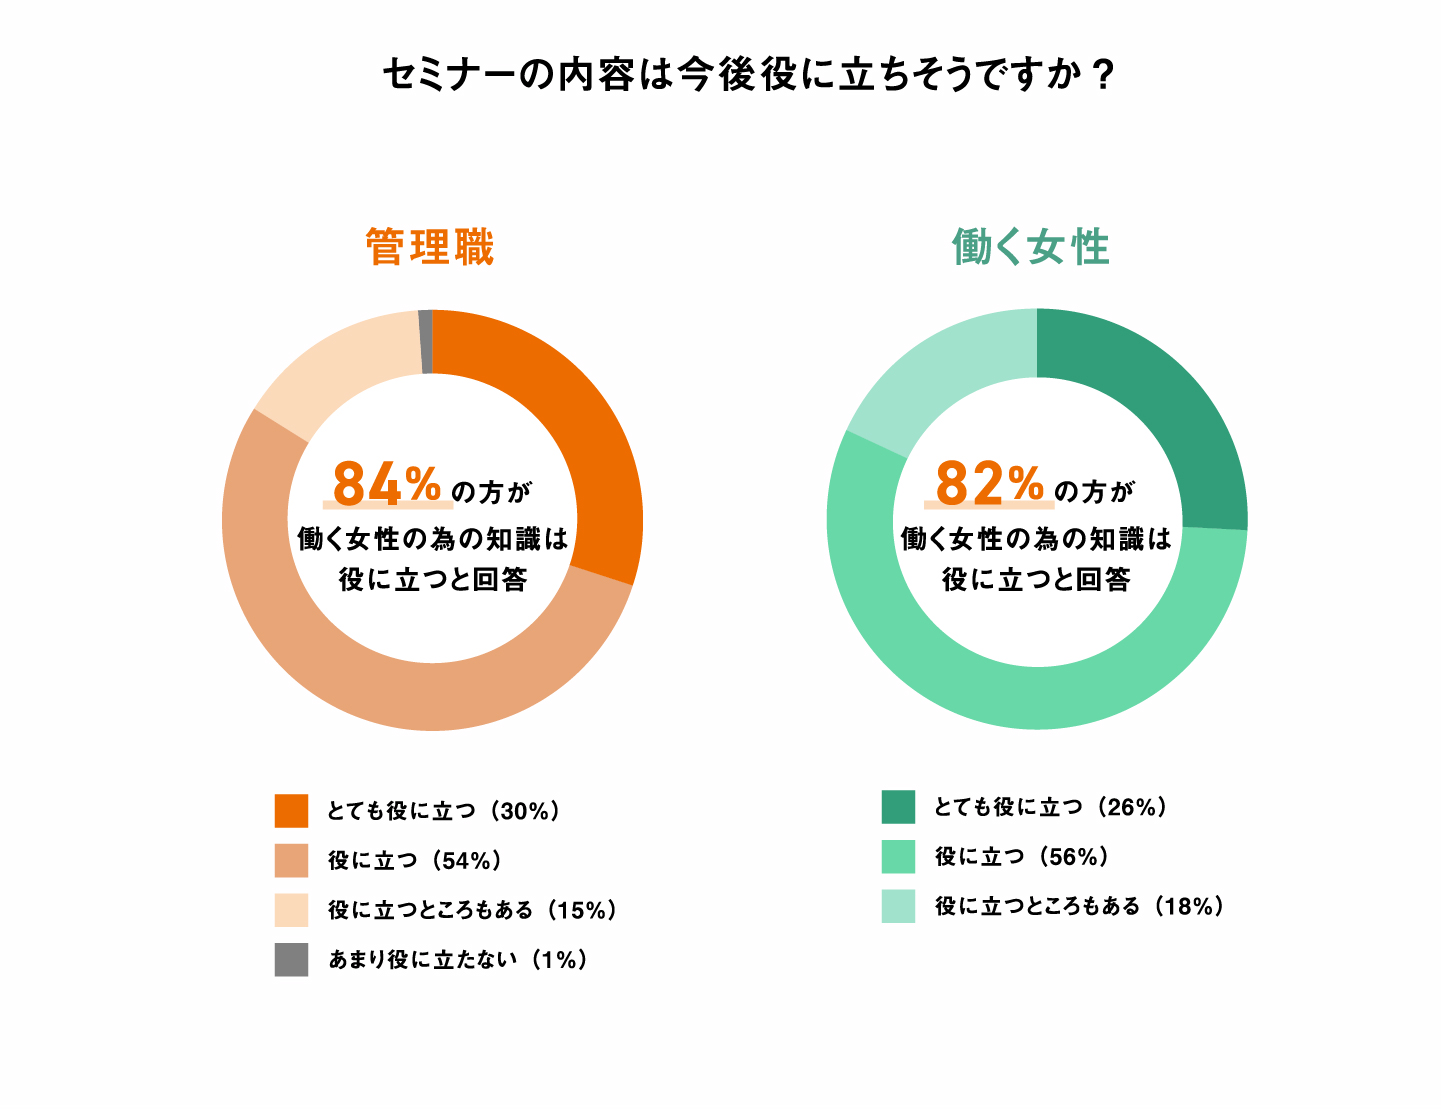 セミナーの内容は今後役に立ちそうですか？
管理職
84%の方が
働く女性の為の知識は
役に立つと回答
とても役に立つ（30%）
役に立つ（54%）
役に立つところもある（15%）
あまり役に立たない（1%）
働く女性
82%の方が
働く女性の為の知識は
役に立つと回答
とても役に立つ（26%）
役に立つ（56%）
役に立つところもある（18%）